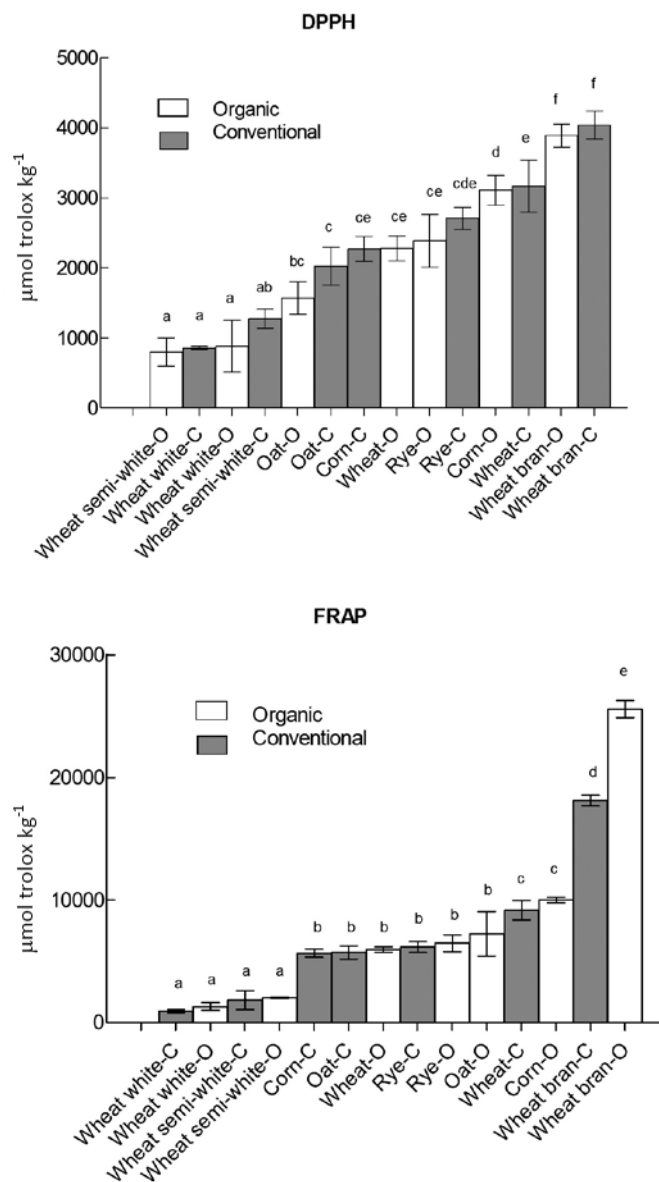 DPPH
5000
4000
3000
2000
1000
0
μmol trolox kg⁻¹
Organic
Conventional
a
a
a
ab
bc
c
ce
ce
ce
cde
d
e
f
f
Wheat semi-white-O
Wheat white-C
Wheat white-O
Wheat semi-white-C
Oat-O
Oat-C
Corn-C
Wheat-O
Rye-O
Rye-C
Corn-O
Wheat-C
Wheat bran-O
Wheat bran-C
FRAP
30000
20000
10000
0
μmol trolox kg⁻¹
Organic
Conventional
a
a
a
a
b
b
b
b
b
b
c
c
d
e
Wheat white-C
Wheat white-O
Wheat semi-white-C
Wheat semi-white-O
Corn-C
Oat-C
Wheat-O
Rye-C
Rye-O
Oat-O
Wheat-C
Corn-O
Wheat bran-C
Wheat bran-O